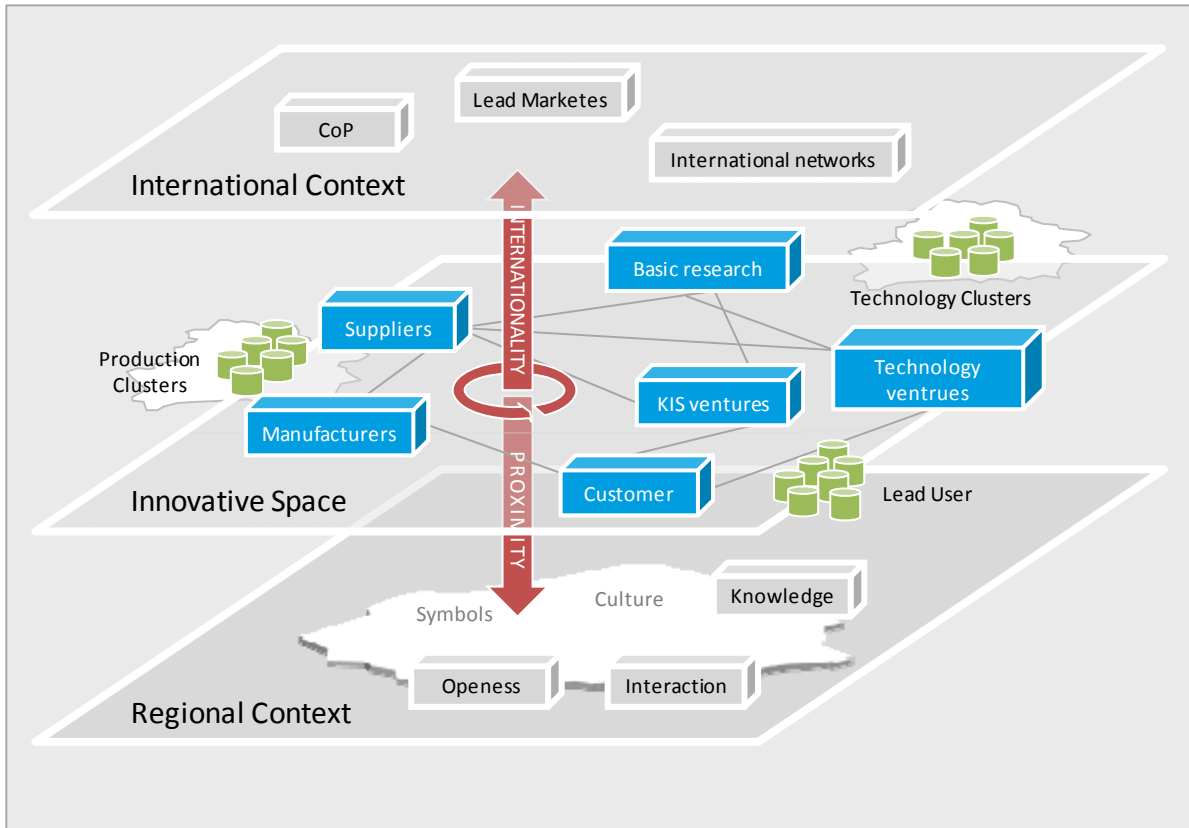 Lead Marketes
CoP
International networks
International Context
INTERNATIONALITY
Basic research
Technology Clusters
Suppliers
Production
Clusters
Technology
ventrues
KIS ventures
Manufacturers
PROXIMITY
Customer
Lead User
Innovative Space
Knowledge
Culture
Symbols
Openess
Interaction
Regional Context